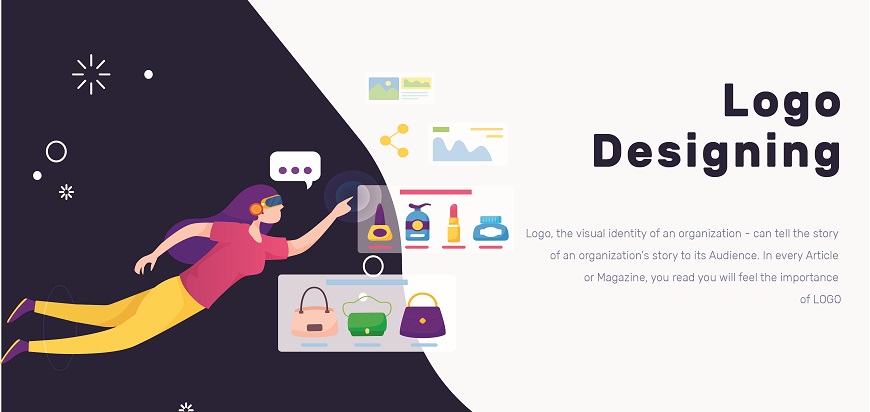 Logo
Designing
Logo, the visual identity of an organization - can tell the story
of an organization's story to its Audience. In every Article
or Magazine, you read you will feel the importance
of LOGO